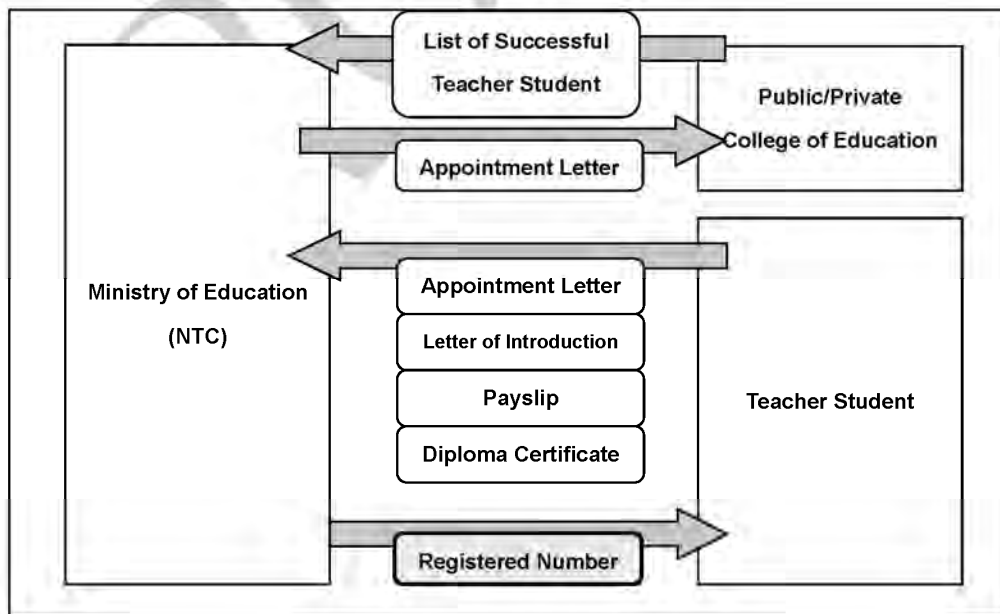 List of Successful
Teacher Student
Public/Private
College of Education
Appointment Letter
Ministry of Education
(NTC)
Appointment Letter
Letter of Introduction
Payslip
Diploma Certificate
Teacher Student
Registered Number